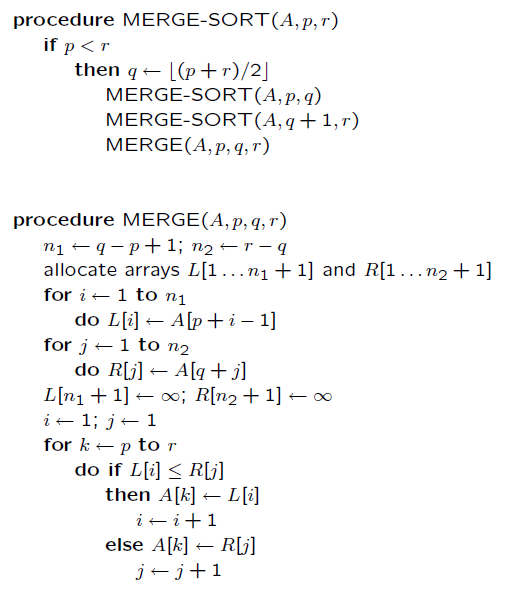 procedure MERGE-SORT(A, p, r)
if p < r
then q ← ⌊(p + r)/2⌋
MERGE-SORT(A, p, q)
MERGE-SORT(A, q + 1, r)
MERGE(A, p, q, r)
procedure MERGE(A, p, q, r)
n₁ ← q − p + 1; n₂ ← r − q
allocate arrays L[1 … n₁ + 1] and R[1 … n₂ + 1]
for i ← 1 to n₁
do L[i] ← A[p + i − 1]
for j ← 1 to n₂
do R[j] ← A[q + j]
L[n₁ + 1] ← ∞; R[n₂ + 1] ← ∞
i ← 1; j ← 1
for k ← p to r
do if L[i] ≤ R[j]
then A[k] ← L[i]
i ← i + 1
else A[k] ← R[j]
j ← j + 1